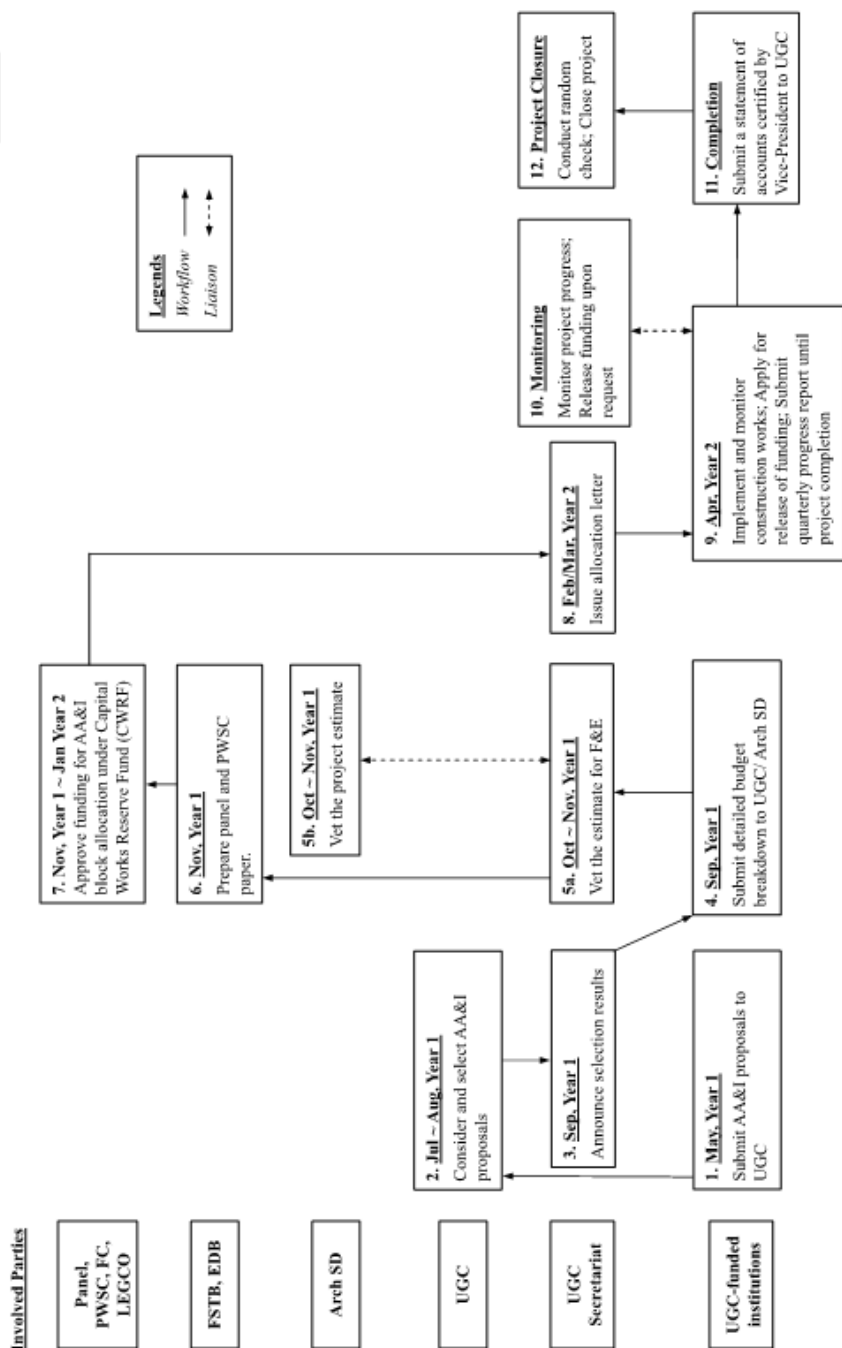 Involved Parties
Panel,
PWSC, FC,
LEGCO
FSTB, EDB
Arch SD
UGC
UGC
Secretariat
UGC-funded
institutions
1. May, Year 1
Submit AA&I proposals to
UGC
2. Jul ~ Aug, Year 1
Consider and select AA&I
proposals
3. Sep, Year 1
Announce selection results
4. Sep, Year 1
Submit detailed budget
breakdown to UGC/ Arch SD
5a. Oct ~ Nov, Year 1
Vet the estimate for F&E
5b. Oct ~ Nov, Year 1
Vet the project estimate
6. Nov, Year 1
Prepare panel and PWSC
paper.
7. Nov, Year 1 ~ Jan Year 2
Approve funding for AA&I
block allocation under Capital
Works Reserve Fund (CWRF)
8. Feb/Mar, Year 2
Issue allocation letter
9. Apr, Year 2
Implement and monitor
construction works; Apply for
release of funding; Submit
quarterly progress report until
project completion
10. Monitoring
Monitor project progress;
Release funding upon
request
11. Completion
Submit a statement of
accounts certified by
Vice-President to UGC
12. Project Closure
Conduct random
check; Close project
Legends
Workflow
Liaison